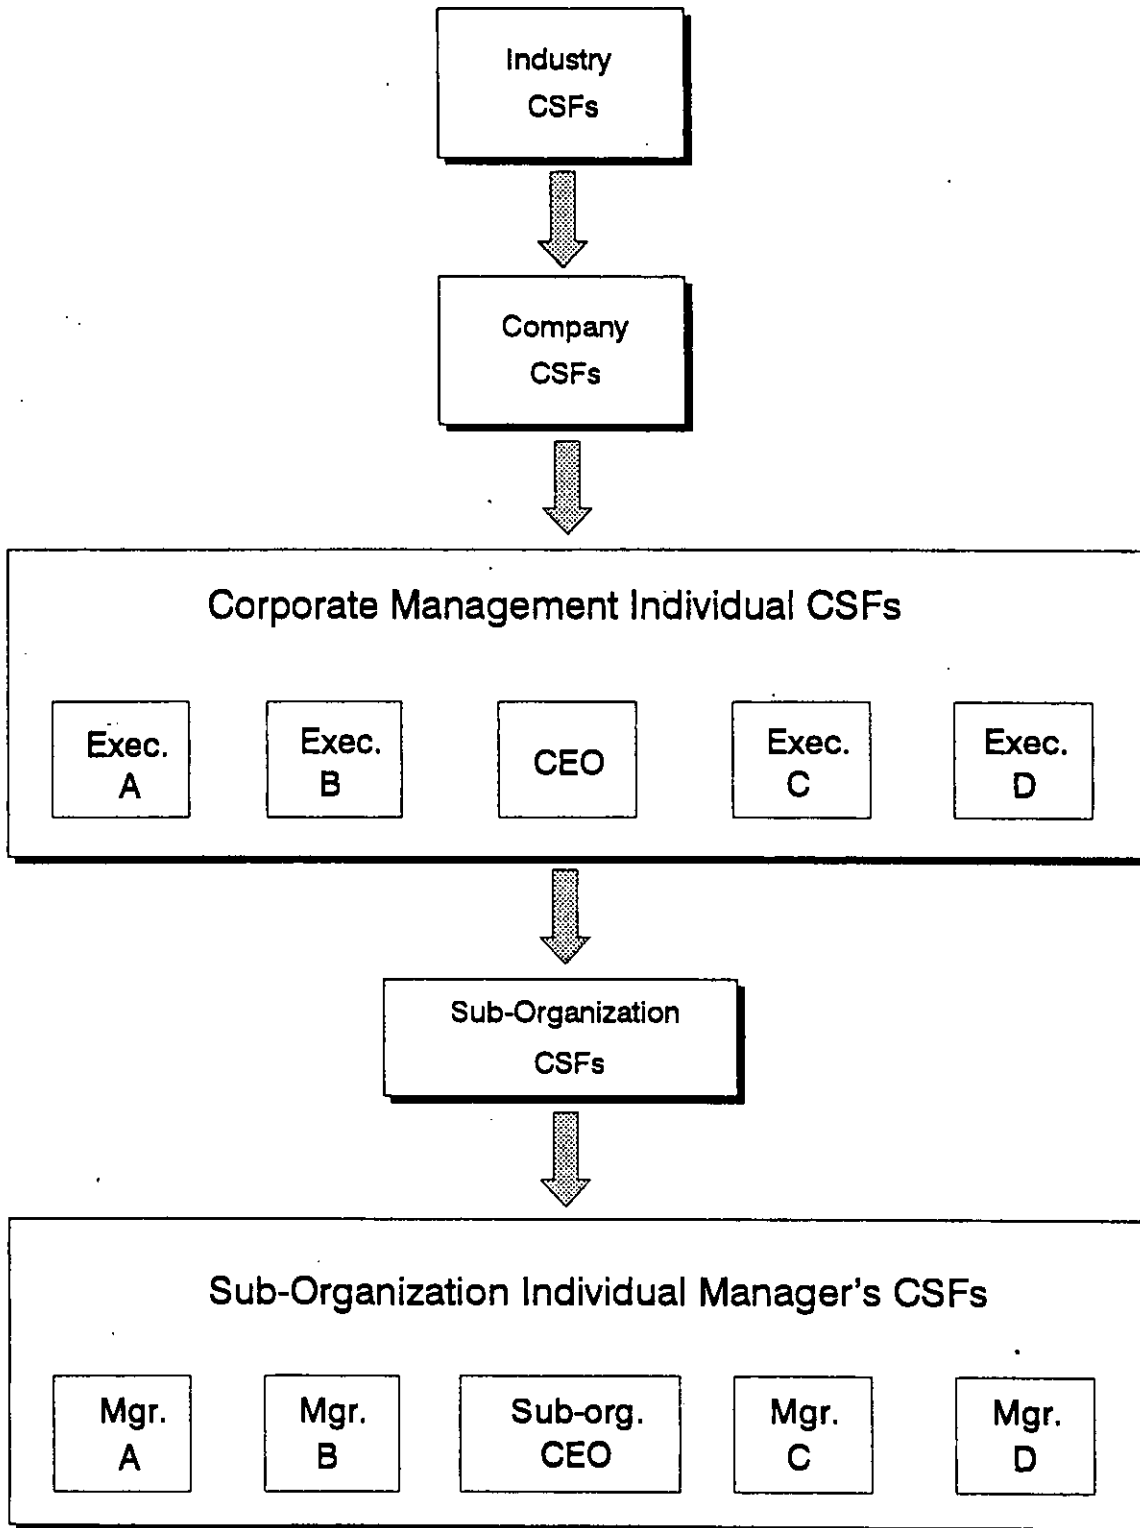 Industry
CSFs
Company
CSFs
Corporate Management Individual CSFs
Exec.
A
Exec.
B
CEO
Exec.
C
Exec.
D
Sub-Organization
CSFs
Sub-Organization Individual Manager's CSFs
Mgr.
A
Mgr.
B
Sub-org.
CEO
Mgr.
C
Mgr.
D